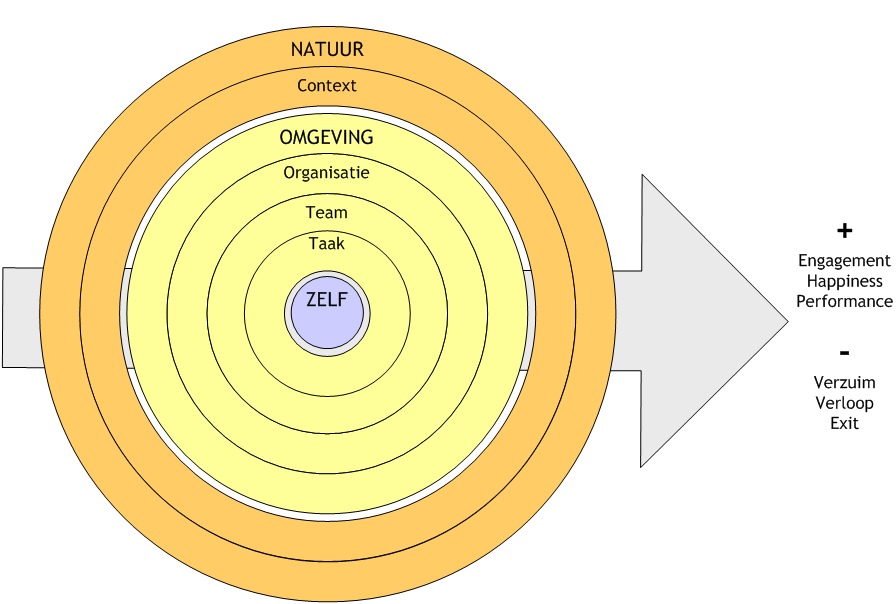 NATUUR
Context
OMGEVING
Organisatie
Team
Taak
ZELF
+
Engagement
Happiness
Performance
-
Verzuim
Verloop
Exit